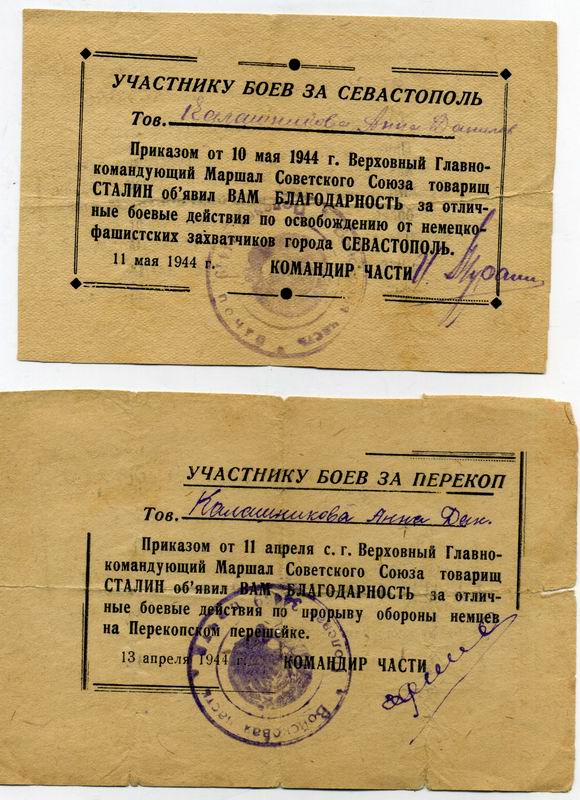 УЧАСТНИКУ БОЕВ ЗА СЕВАСТОПОЛЬ
Тов. Калашникова Анна Данилов
Приказом от 10 мая 1944 г. Верховный Главно-
командующий Маршал Советского Союза товарищ
СТАЛИН об'явил ВАМ БЛАГОДАРНОСТЬ за отлич-
ные боевые действия по освобождению от немецко-
фашистских захватчиков города СЕВАСТОПОЛЬ.
11 мая 1944 г. КОМАНДИР ЧАСТИ
УЧАСТНИКУ БОЕВ ЗА ПЕРЕКОП
Тов. Калашникова Анна Дан.
Приказом от 11 апреля с. г. Верховный Главно-
командующий Маршал Советского Союза товарищ
СТАЛИН об'явил ВАМ БЛАГОДАРНОСТЬ за отлич-
ные боевые действия по прорыву обороны немцев
на Перекопском перешейке.
13 апреля 1944 г. КОМАНДИР ЧАСТИ
Войсковая часть